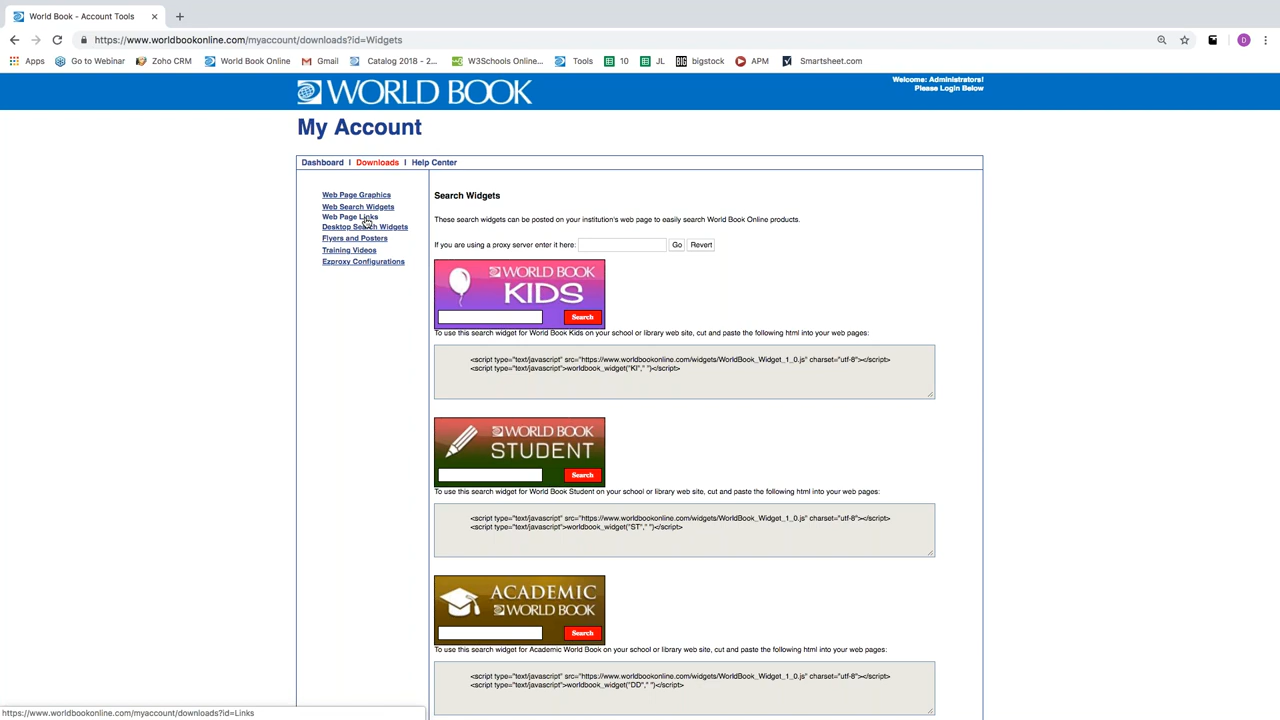 World Book - Account Tools
https://www.worldbookonline.com/myaccount/downloads?id=Widgets
Apps Go to Webinar Zoho CRM World Book Online Gmail Catalog 2018 - 2... W3Schools Online... Tools 10 JL bigstock APM Smartsheet.com
WORLD BOOK
Welcome: Administrators!
Please Login Below
My Account
Dashboard | Downloads | Help Center
Web Page Graphics
Web Search Widgets
Web Page Links
Desktop Search Widgets
Flyers and Posters
Training Videos
Ezproxy Configurations
Search Widgets
These search widgets can be posted on your institution's web page to easily search World Book Online products.
If you are using a proxy server enter it here: Go Revert
WORLD BOOK
KIDS
Search
To use this search widget for World Book Kids on your school or library web site, cut and paste the following html into your web pages:
<script type="text/javascript" src="https://www.worldbookonline.com/widgets/WorldBook_Widget_1_0.js" charset="utf-8"></script>
<script type="text/javascript">worldbook_widget("KI"," ")</script>
WORLD BOOK
STUDENT
Search
To use this search widget for World Book Student on your school or library web site, cut and paste the following html into your web pages:
<script type="text/javascript" src="https://www.worldbookonline.com/widgets/WorldBook_Widget_1_0.js" charset="utf-8"></script>
<script type="text/javascript">worldbook_widget("ST"," ")</script>
ACADEMIC
WORLD BOOK
Search
To use this search widget for Academic World Book on your school or library web site, cut and paste the following html into your web pages:
<script type="text/javascript" src="https://www.worldbookonline.com/widgets/WorldBook_Widget_1_0.js" charset="utf-8"></script>
<script type="text/javascript">worldbook_widget("DD"," ")</script>
https://www.worldbookonline.com/myaccount/downloads?id=Links